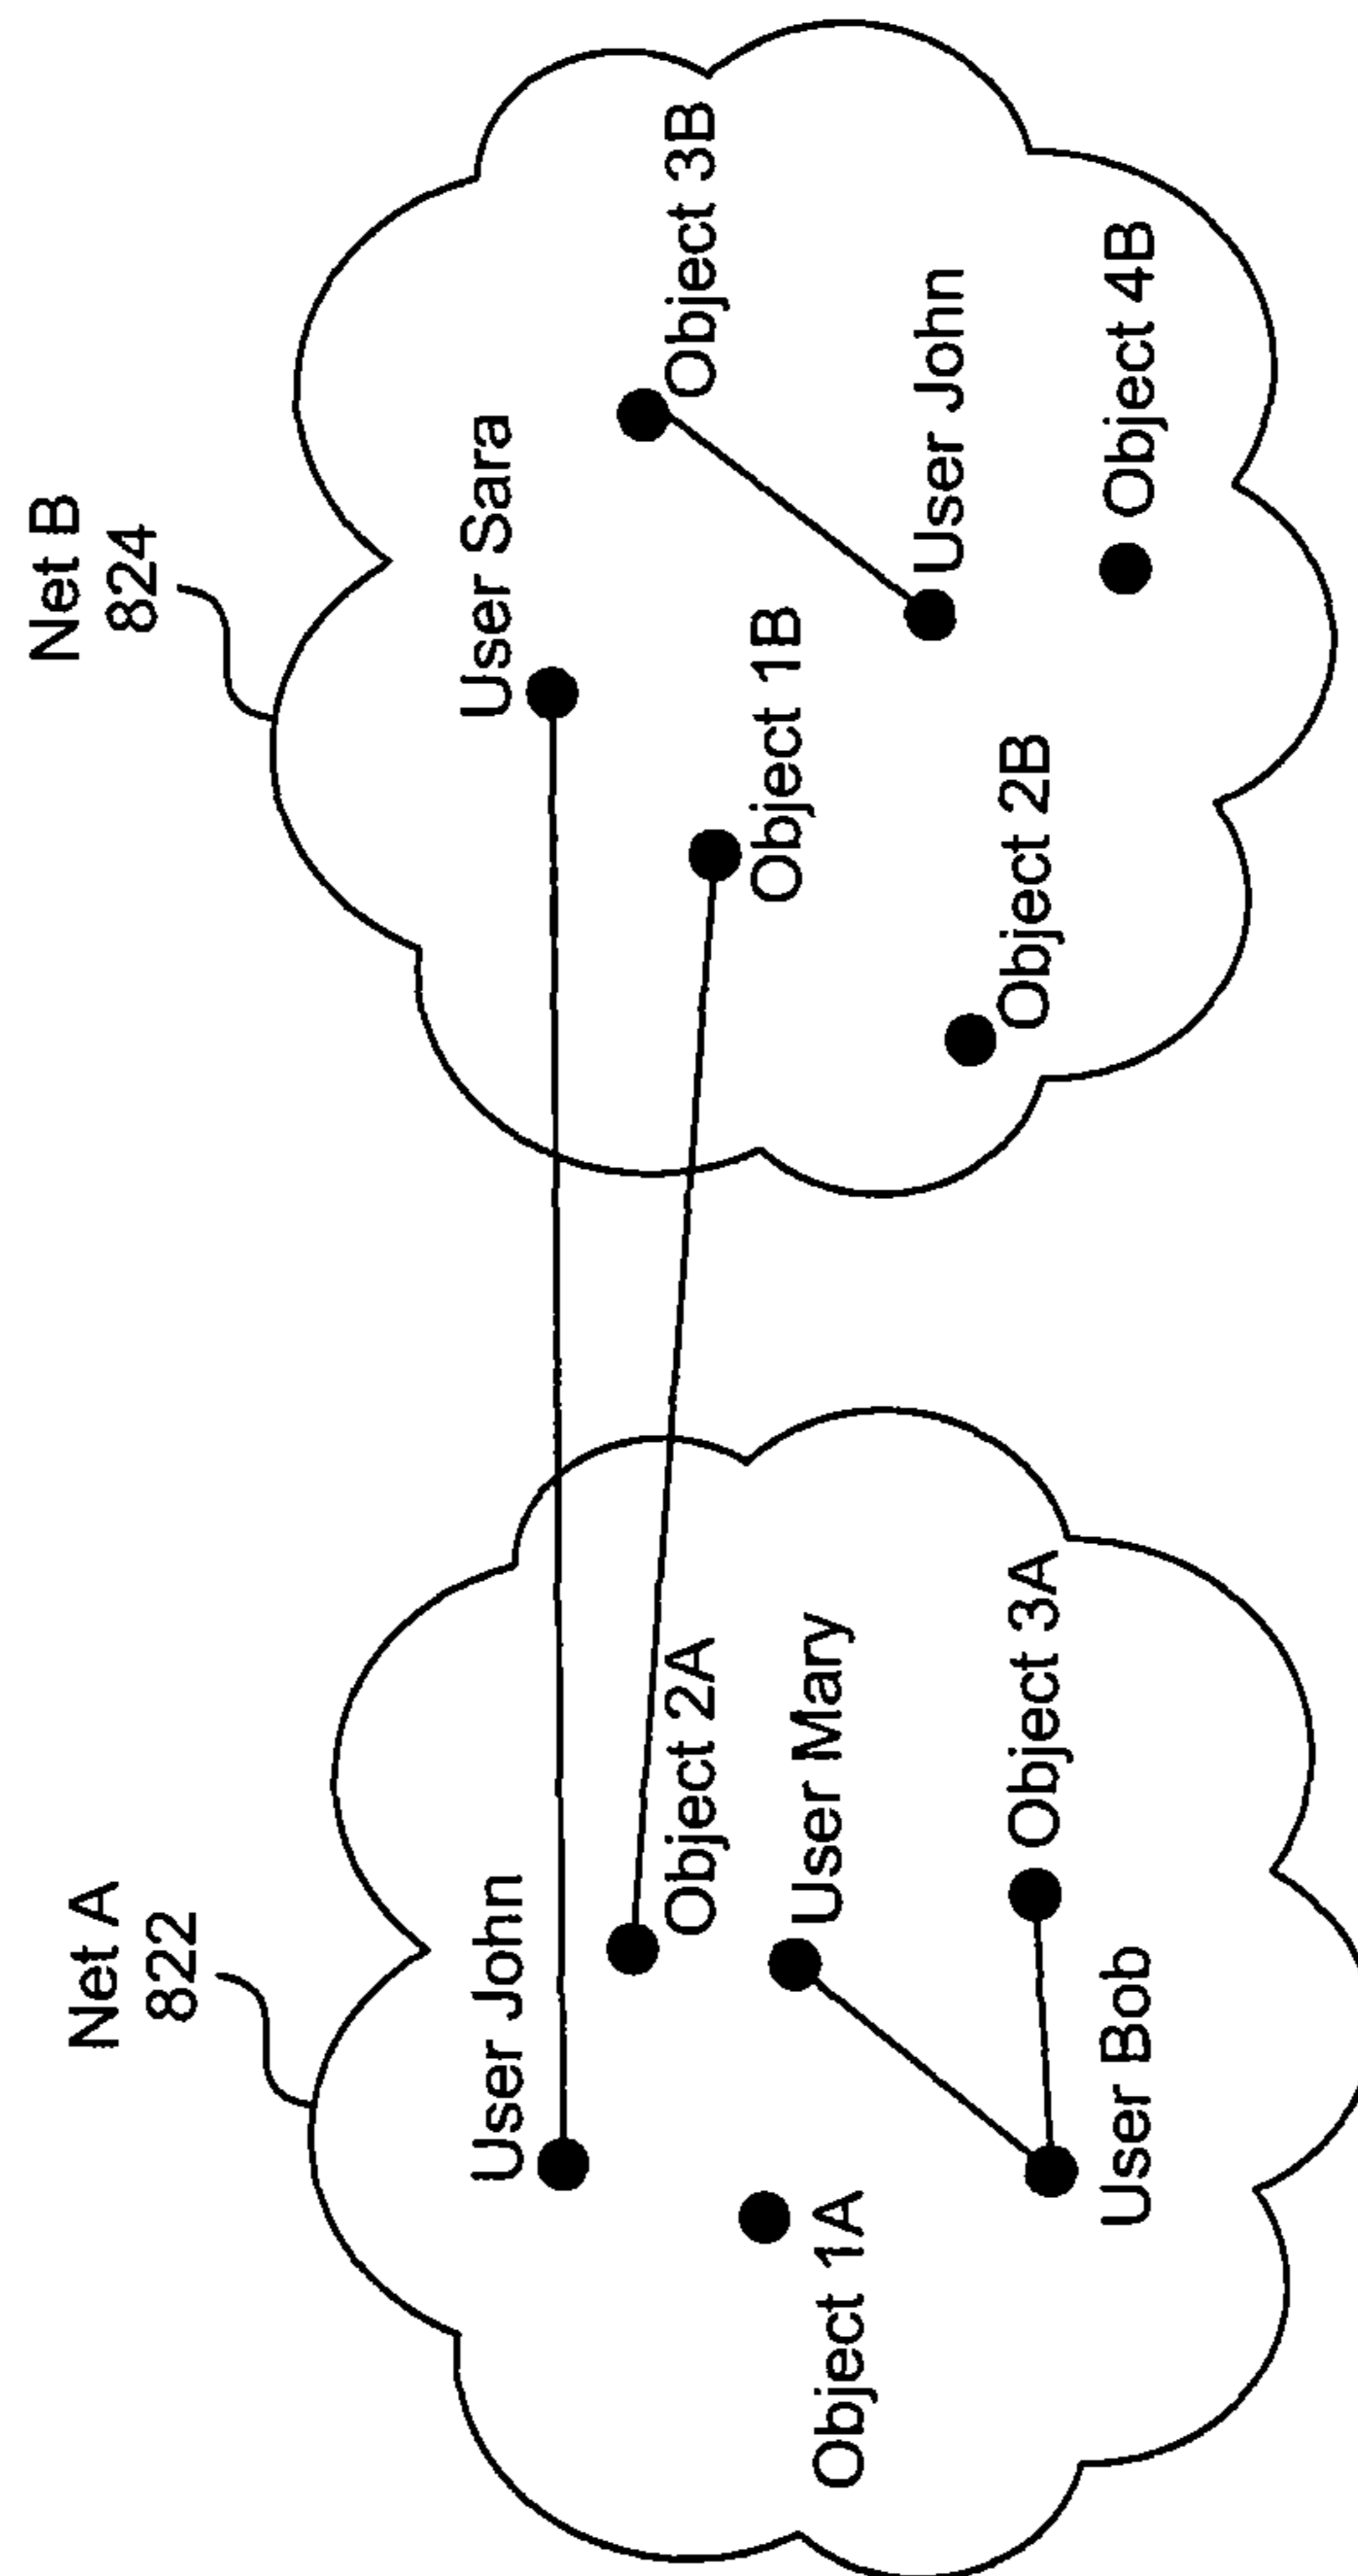 Net A
822
User John
Object 2A
Object 1A
User Mary
Object 3A
User Bob
Net B
824
User Sara
Object 3B
Object 1B
User John
Object 2B
Object 4B